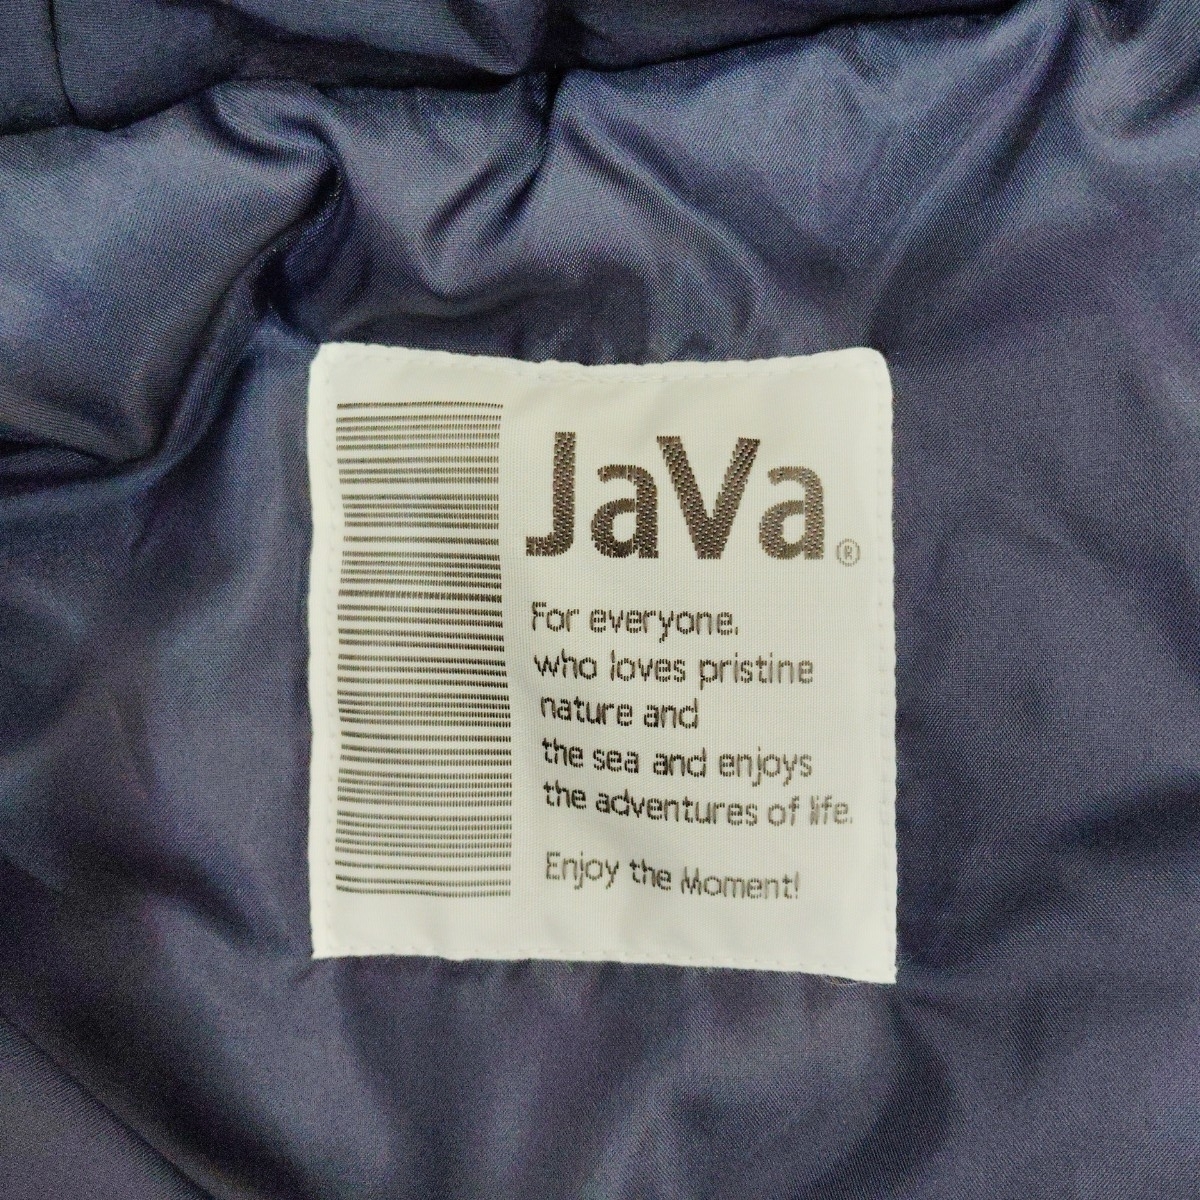 JaVa®
For everyone.
who loves pristine
nature and
the sea and enjoys
the adventures of life.
Enjoy the Moment!